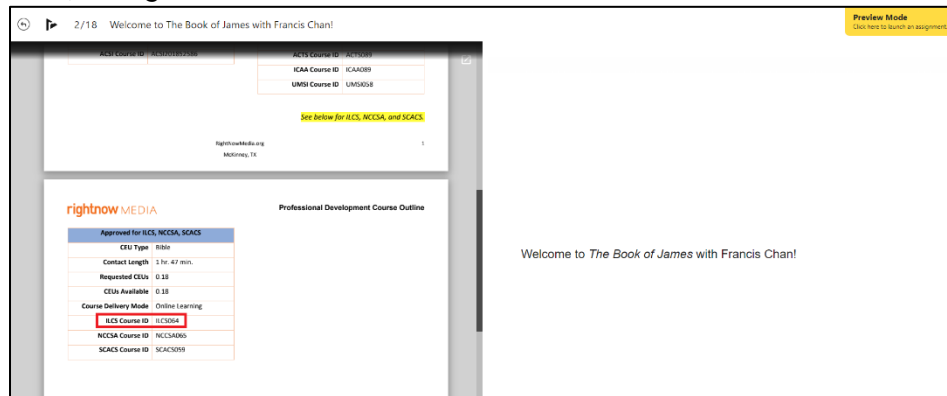 2/18 Welcome to The Book of James with Francis Chan!
Preview Mode
Click here to launch an assignment
ACSI Course ID ACSI201852588
ACTS Course ID ACTS089
ICAA Course ID ICAA089
UMSI Course ID UMSI058
See below for ILCS, NCCSA, and SCACS.
RightNowMedia.org 1
McKinney, TX
rightnow MEDIA
Professional Development Course Outline
Approved for ILCS, NCCSA, SCACS
CEU Type Bible
Contact Length 1 hr. 47 min.
Requested CEUs 0.18
CEUs Available 0.18
Course Delivery Mode Online Learning
ILCS Course ID ILCS064
NCCSA Course ID NCCSA065
SCACS Course ID SCACS059
Welcome to The Book of James with Francis Chan!